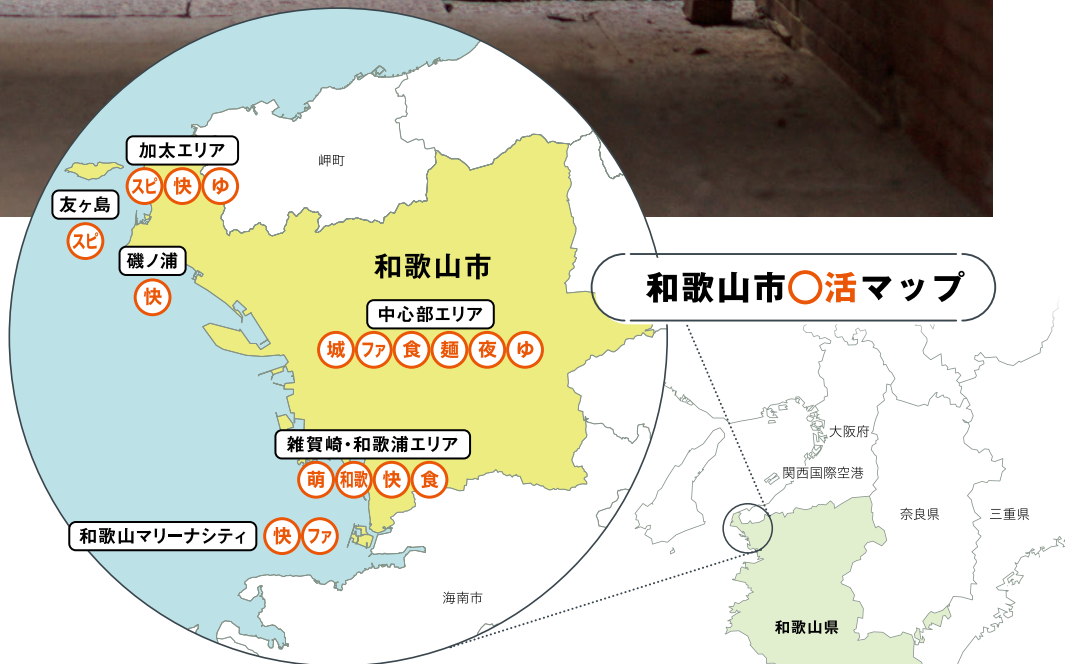 加太エリア
スピ 快 ゆ
岬町
友ヶ島
スピ
磯ノ浦
快
和歌山市
中心部エリア
城 ファ 食 麺 夜 ゆ
和歌山市〇活マップ
雑賀崎・和歌浦エリア
萌 和歌 快 食
和歌山マリーナシティ 快 ファ
海南市
大阪府
関西国際空港
奈良県
三重県
和歌山県